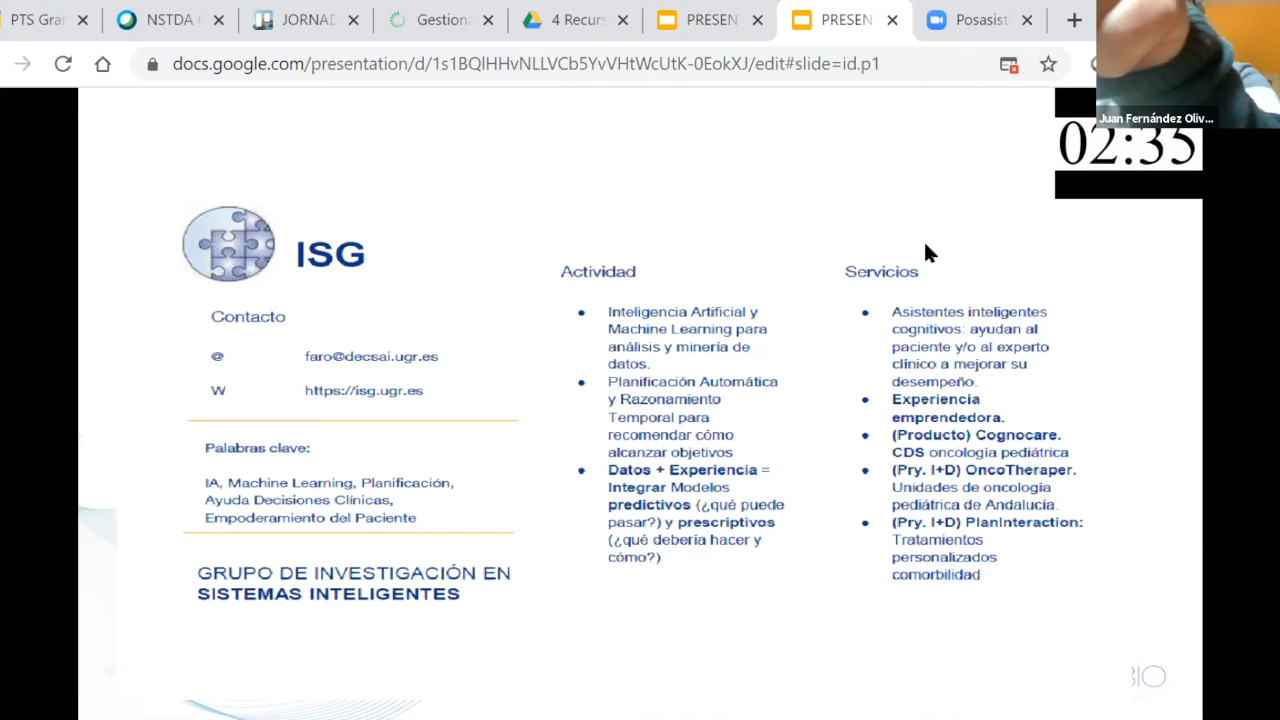 PTS Gra
NSTDA
JORNAD
Gestiona
4 Recurs
PRESEN
PRESEN
Posasist
docs.google.com/presentation/d/1s1BQlHHvNLLVCb5YvVHtWcUtK-0EokXJ/edit#slide=id.p1
Juan Fernández Oliv...
02:35
ISG
Contacto
@ faro@decsai.ugr.es
W https://isg.ugr.es
Palabras clave:
IA, Machine Learning, Planificación,
Ayuda Decisiones Clínicas,
Empoderamiento del Paciente
GRUPO DE INVESTIGACIÓN EN
SISTEMAS INTELIGENTES
Actividad
• Inteligencia Artificial y
Machine Learning para
análisis y minería de
datos.
• Planificación Automática
y Razonamiento
Temporal para
recomendar cómo
alcanzar objetivos
• Datos + Experiencia =
Integrar Modelos
predictivos (¿qué puede
pasar?) y prescriptivos
(¿qué debería hacer y
cómo?)
Servicios
• Asistentes inteligentes
cognitivos: ayudan al
paciente y/o al experto
clínico a mejorar su
desempeño.
• Experiencia
emprendedora.
• (Producto) Cognocare.
CDS oncología pediátrica
• (Pry. I+D) OncoTheraper.
Unidades de oncología
pediátrica de Andalucía.
• (Pry. I+D) PlanInteraction:
Tratamientos
personalizados
comorbilidad